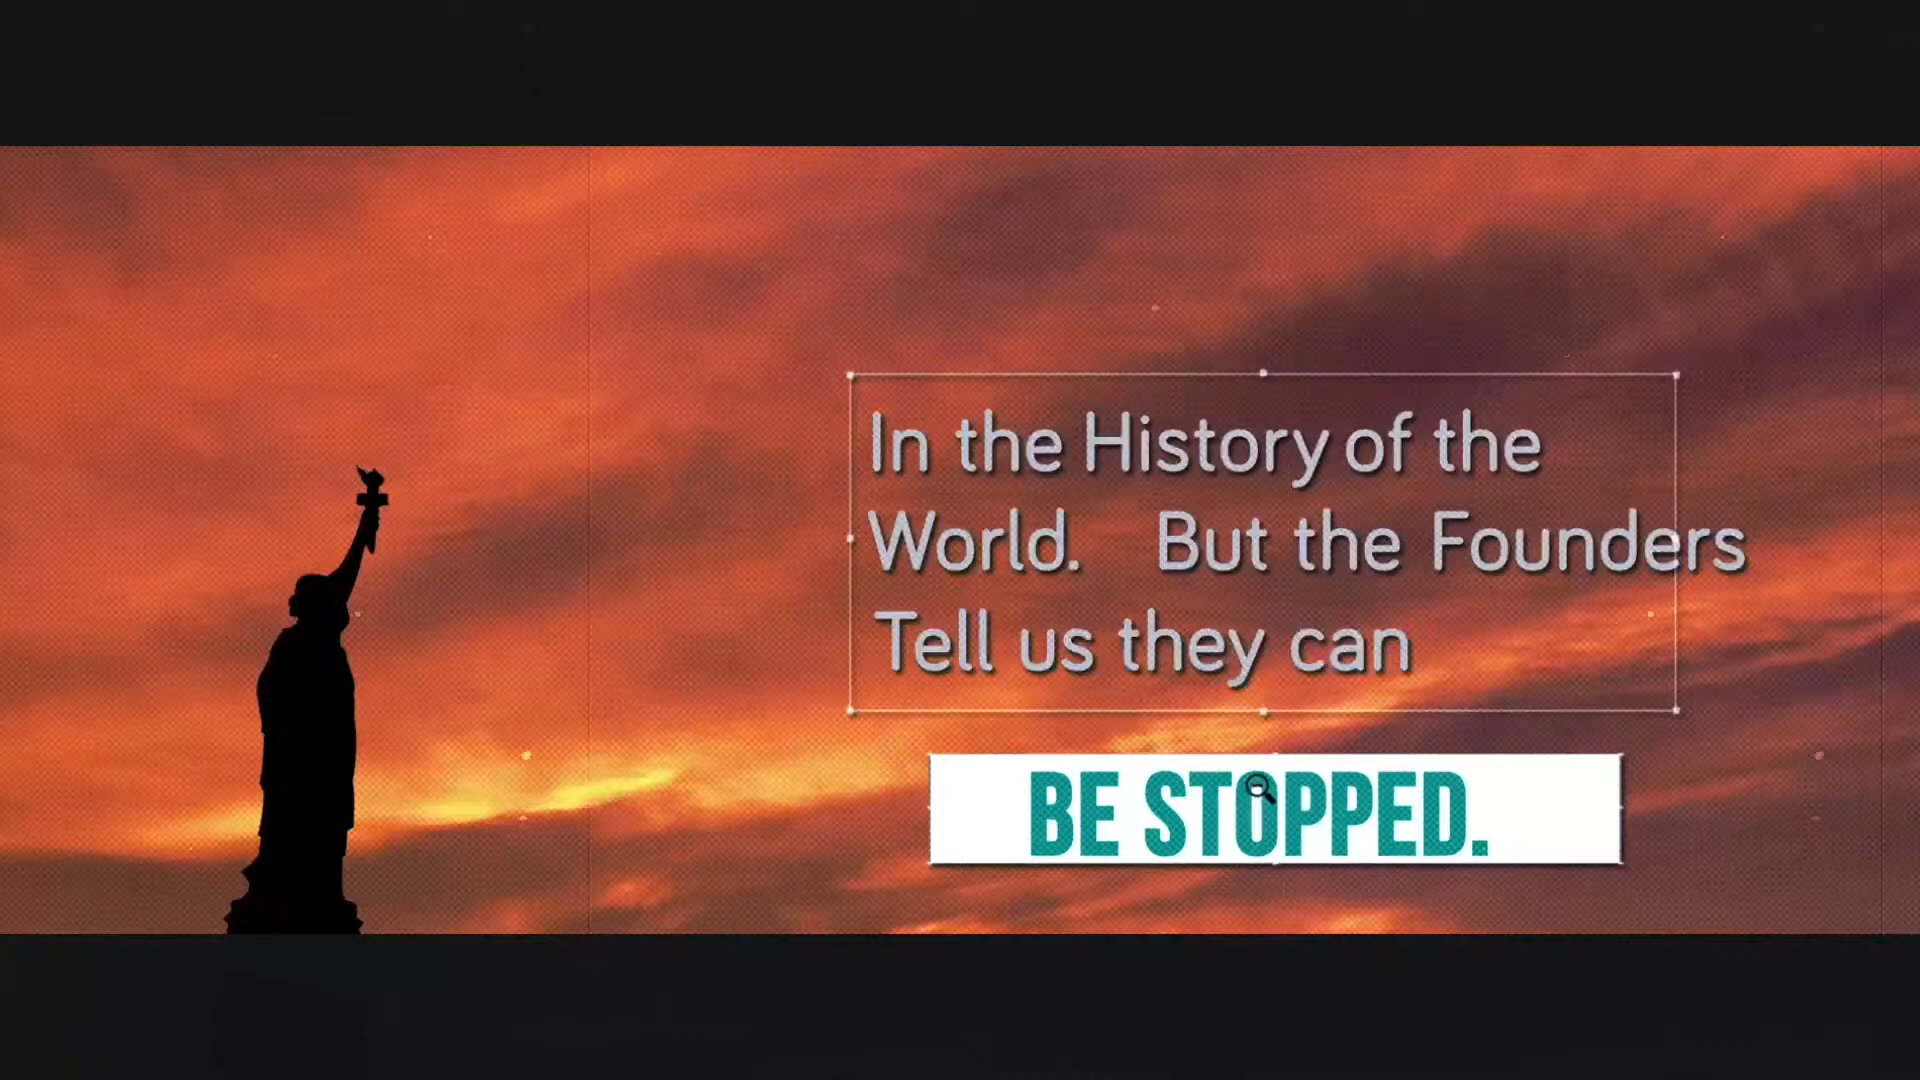 In the History of the
World. But the Founders
Tell us they can
BE STOPPED.